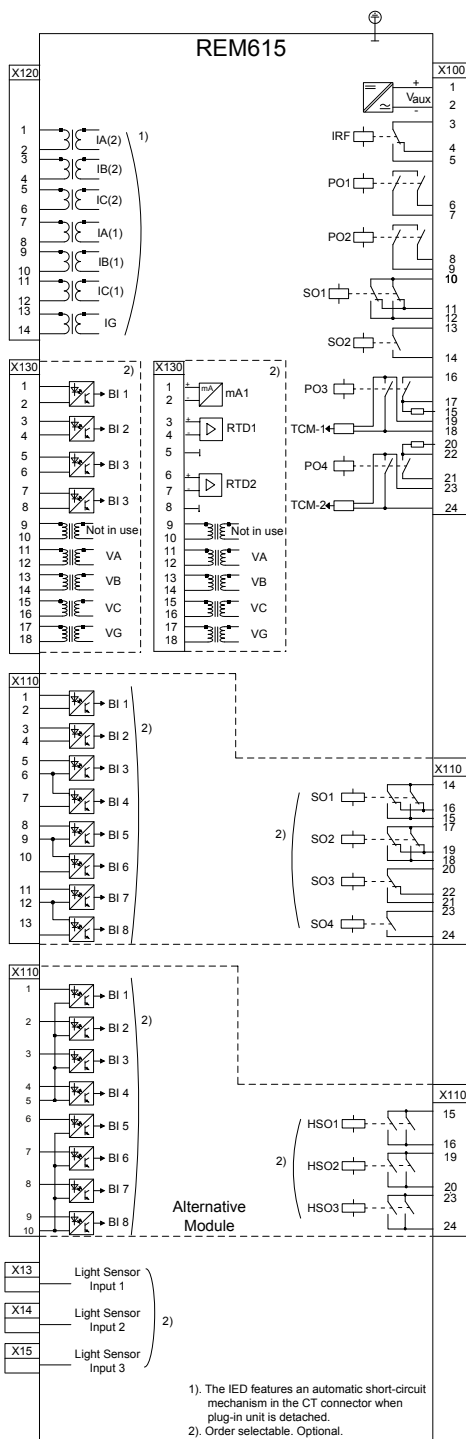 REM615
X120
1
2
IA(2)
1)
3
4
IB(2)
5
6
IC(2)
7
8
IA(1)
9
10
IB(1)
11
12
IC(1)
13
14
IG
X100
+
Vaux
-
1
2
3
IRF
4
5
PO1
6
7
PO2
8
9
10
SO1
11
12
13
SO2
14
16
PO3
17
15
19
TCM-1
18
20
22
PO4
21
23
TCM-2
24
X130
2)
1
2
BI 1
3
4
BI 2
5
6
BI 3
7
8
BI 3
9
10
Not in use
11
12
VA
13
14
VB
15
16
VC
17
18
VG
X130
2)
1
+
mA
mA1
2
-
3
+
RTD1
4
-
5
6
+
RTD2
7
-
8
9
10
Not in use
11
12
VA
13
14
VB
15
16
VC
17
18
VG
X110
1
2
BI 1
2)
3
4
BI 2
5
6
BI 3
7
BI 4
8
9
BI 5
10
BI 6
11
12
BI 7
13
BI 8
X110
14
SO1
16
15
17
2)
SO2
19
18
20
SO3
22
21
23
SO4
24
X110
1
BI 1
2)
2
BI 2
3
BI 3
4
5
BI 4
6
BI 5
7
BI 6
8
BI 7
9
10
BI 8
Alternative
Module
X110
15
HSO1
16
19
2)
HSO2
20
23
HSO3
24
X13
Light Sensor
Input 1
X14
Light Sensor
Input 2
2)
X15
Light Sensor
Input 3
1). The IED features an automatic short-circuit
mechanism in the CT connector when
plug-in unit is detached.
2). Order selectable. Optional.